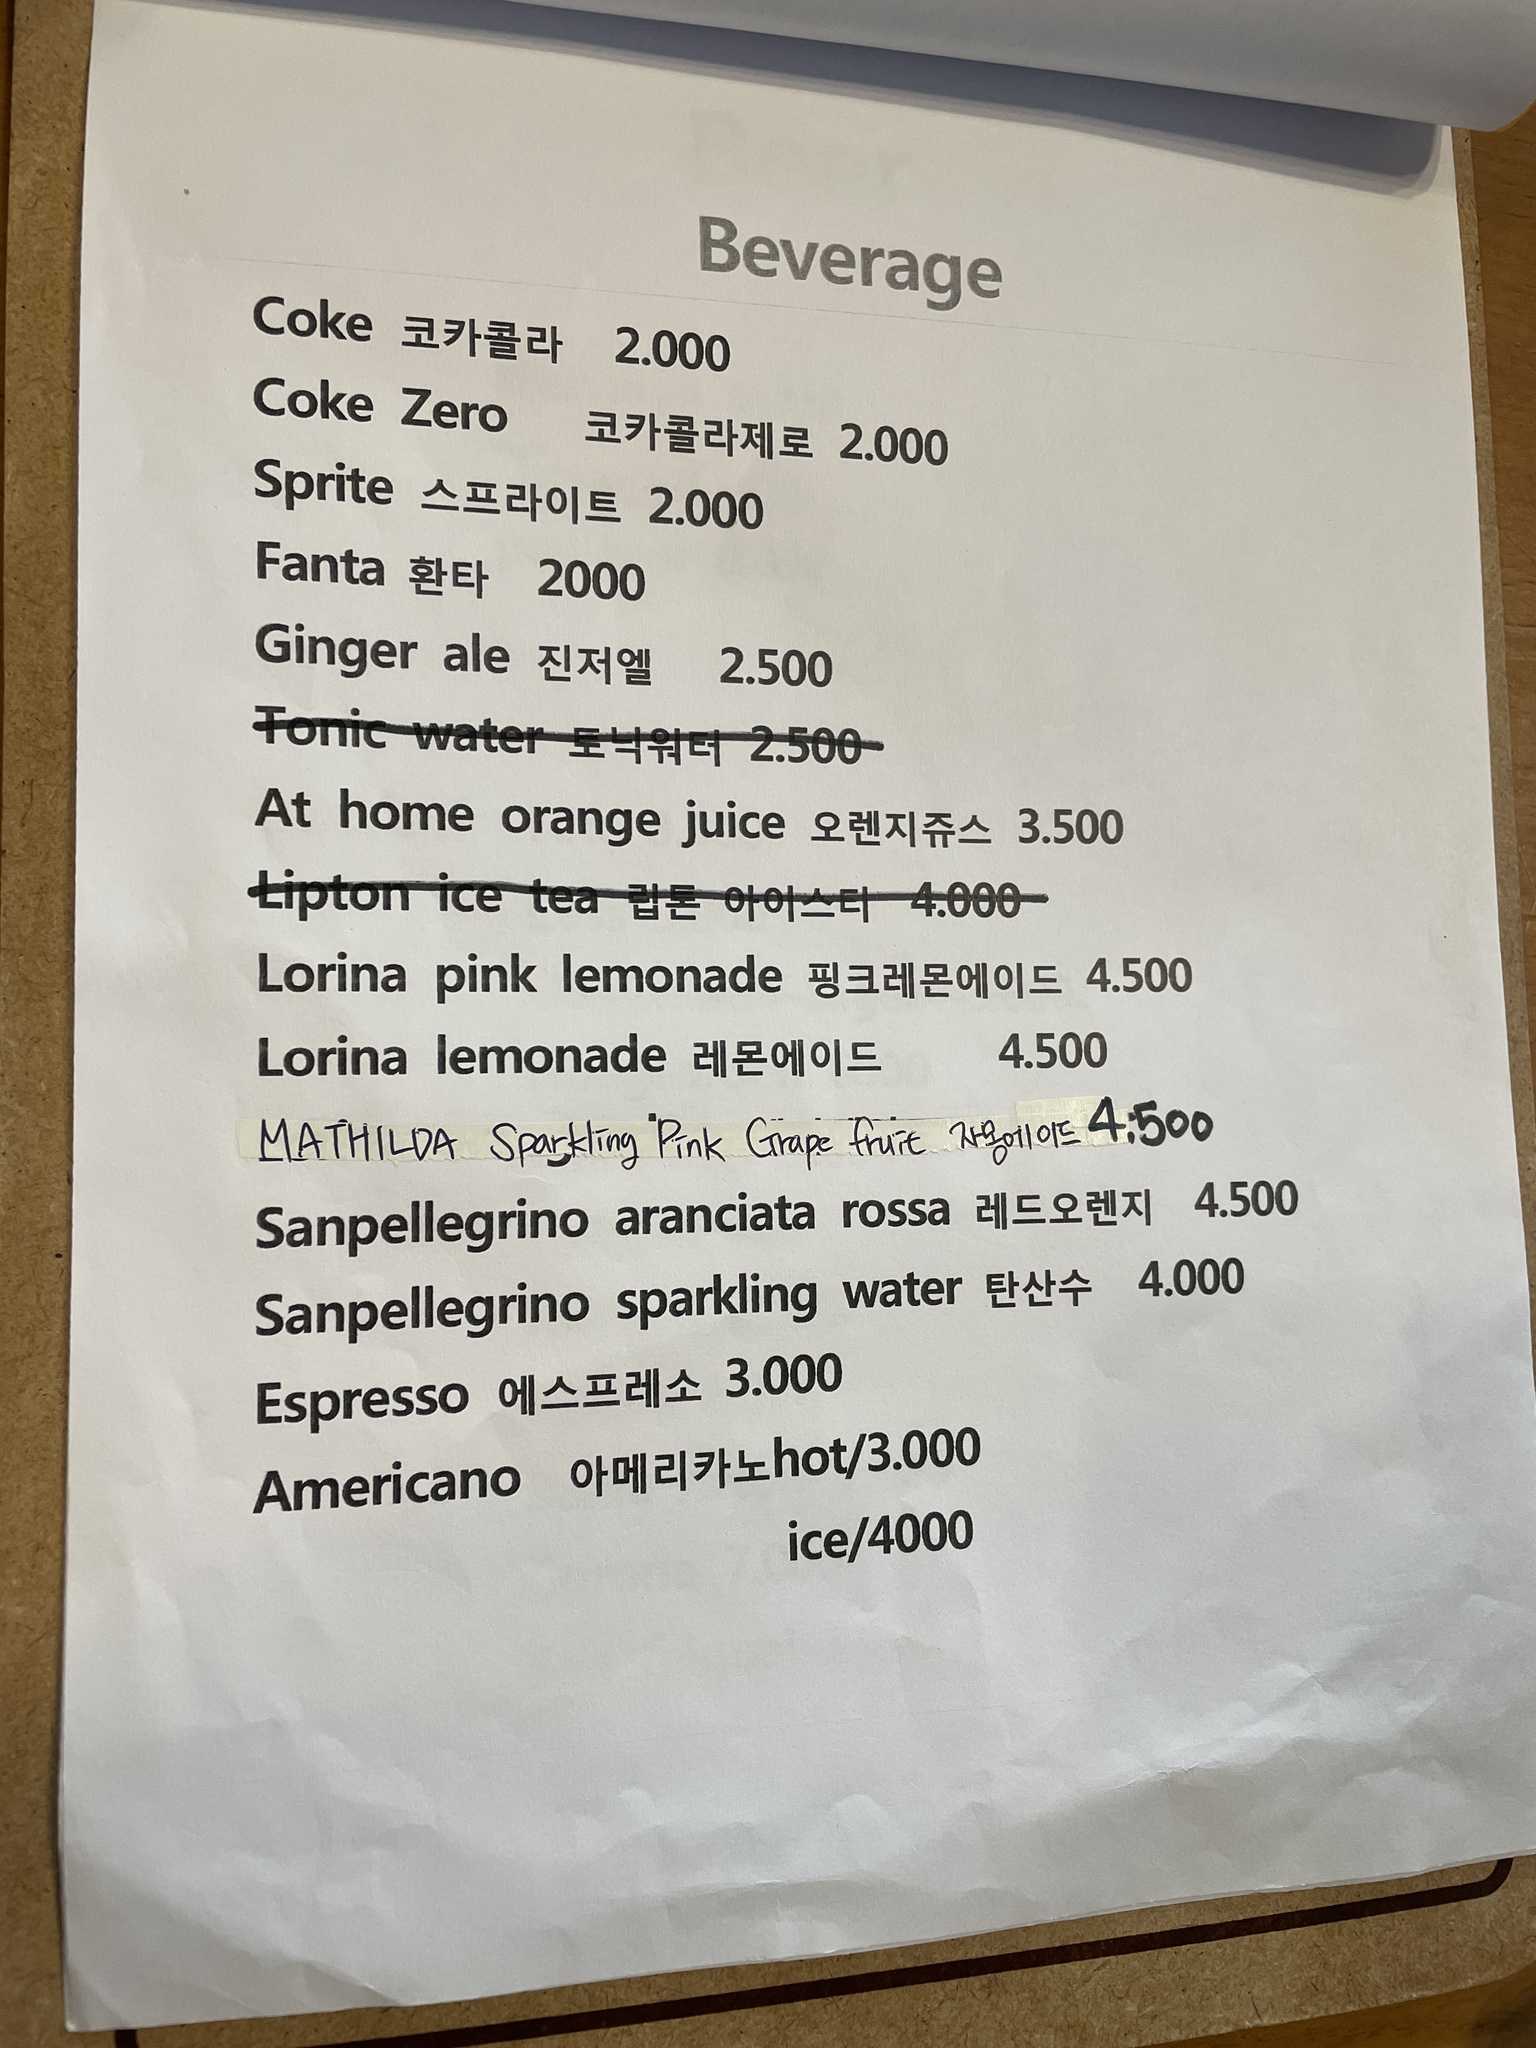 Beverage
Coke 코카콜라 2.000
Coke Zero 코카콜라제로 2.000
Sprite 스프라이트 2.000
Fanta 환타 2000
Ginger ale 진저엘 2.500
Tonic water 토닉워터 2.500
At home orange juice 오렌지쥬스 3.500
Lipton ice tea 립톤 아이스티 4.000
Lorina pink lemonade 핑크레몬에이드 4.500
Lorina lemonade 레몬에이드 4.500
MATHILDA Sparkling Pink Grape fruit 자몽에이드 4.500
Sanpellegrino aranciata rossa 레드오렌지 4.500
Sanpellegrino sparkling water 탄산수 4.000
Espresso 에스프레소 3.000
Americano 아메리카노hot/3.000
ice/4000